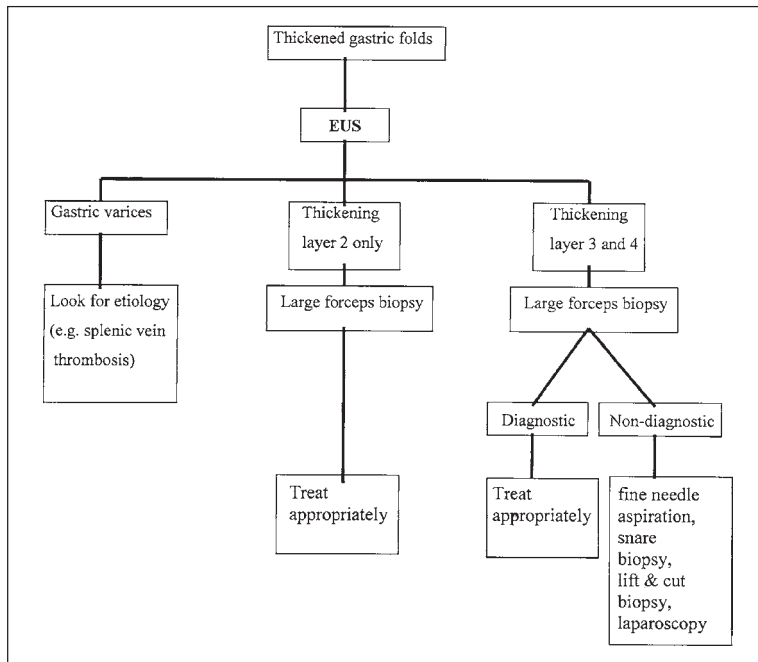 Thickened gastric folds
EUS
Gastric varices
Look for etiology
(e.g. splenic vein
thrombosis)
Thickening
layer 2 only
Large forceps biopsy
Treat
appropriately
Thickening
layer 3 and 4
Large forceps biopsy
Diagnostic
Treat
appropriately
Non-diagnostic
fine needle
aspiration,
snare
biopsy,
lift & cut
biopsy,
laparoscopy